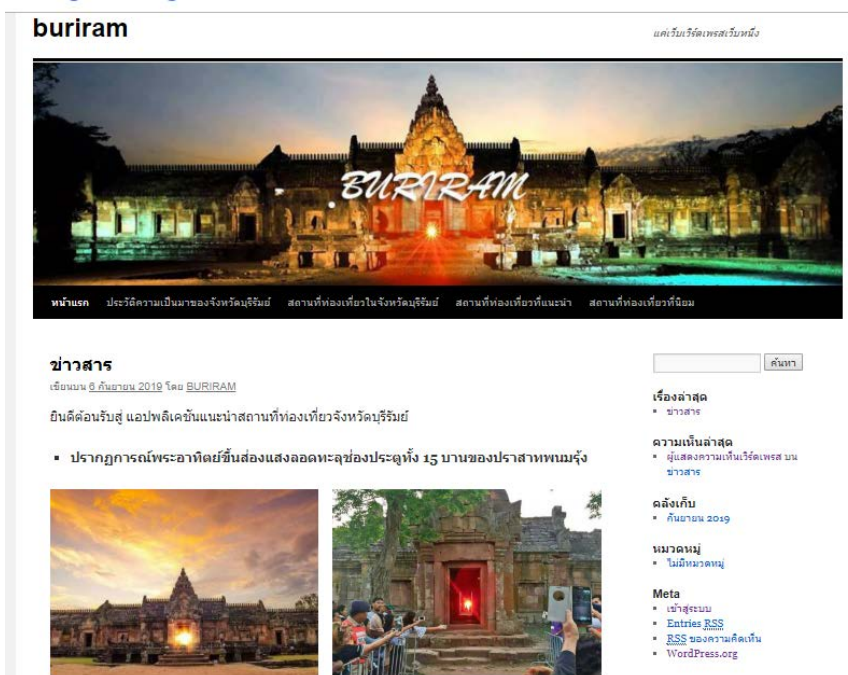 buriram
แค่เว็บเวิร์ดเพรสเว็บหนึ่ง
BURIRAM
หน้าแรก ประวัติความเป็นมาของจังหวัดบุรีรัมย์ สถานที่ท่องเที่ยวในจังหวัดบุรีรัมย์ สถานที่ท่องเที่ยวที่แนะนำ สถานที่ท่องเที่ยวที่นิยม
ข่าวสาร
เขียนบน 6 กันยายน 2019 โดย BURIRAM
ยินดีต้อนรับสู่ แอปพลิเคชันแนะนำสถานที่ท่องเที่ยวจังหวัดบุรีรัมย์
▪ ปรากฏการณ์พระอาทิตย์ขึ้นส่องแสงลอดทะลุช่องประตูทั้ง 15 บานของปราสาทพนมรุ้ง
ค้นหา
เรื่องล่าสุด
▪ ข่าวสาร
ความเห็นล่าสุด
▪ ผู้แสดงความเห็นเวิร์ดเพรส บน
ข่าวสาร
คลังเก็บ
▪ กันยายน 2019
หมวดหมู่
▪ ไม่มีหมวดหมู่
Meta
▪ เข้าสู่ระบบ
▪ Entries RSS
▪ RSS ของความคิดเห็น
▪ WordPress.org